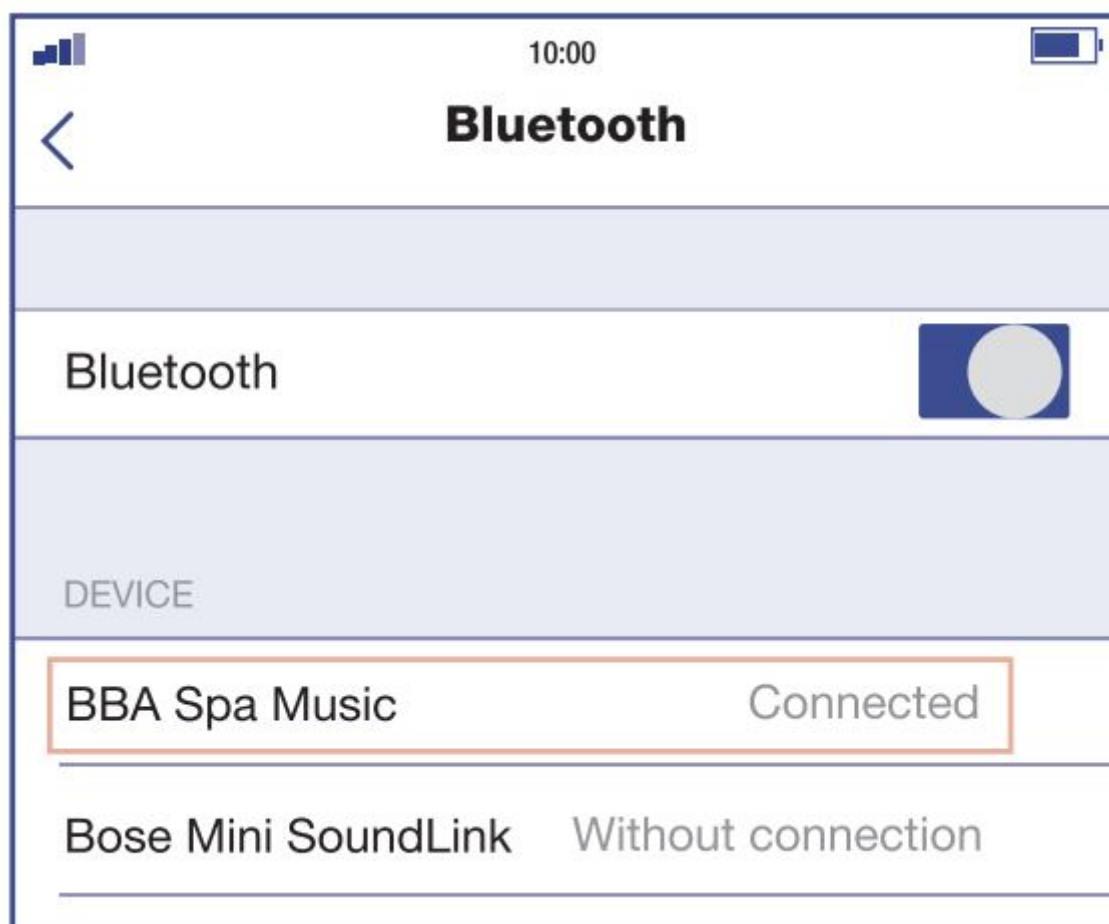 10:00
Bluetooth
Bluetooth
DEVICE
BBA Spa Music Connected
Bose Mini SoundLink Without connection